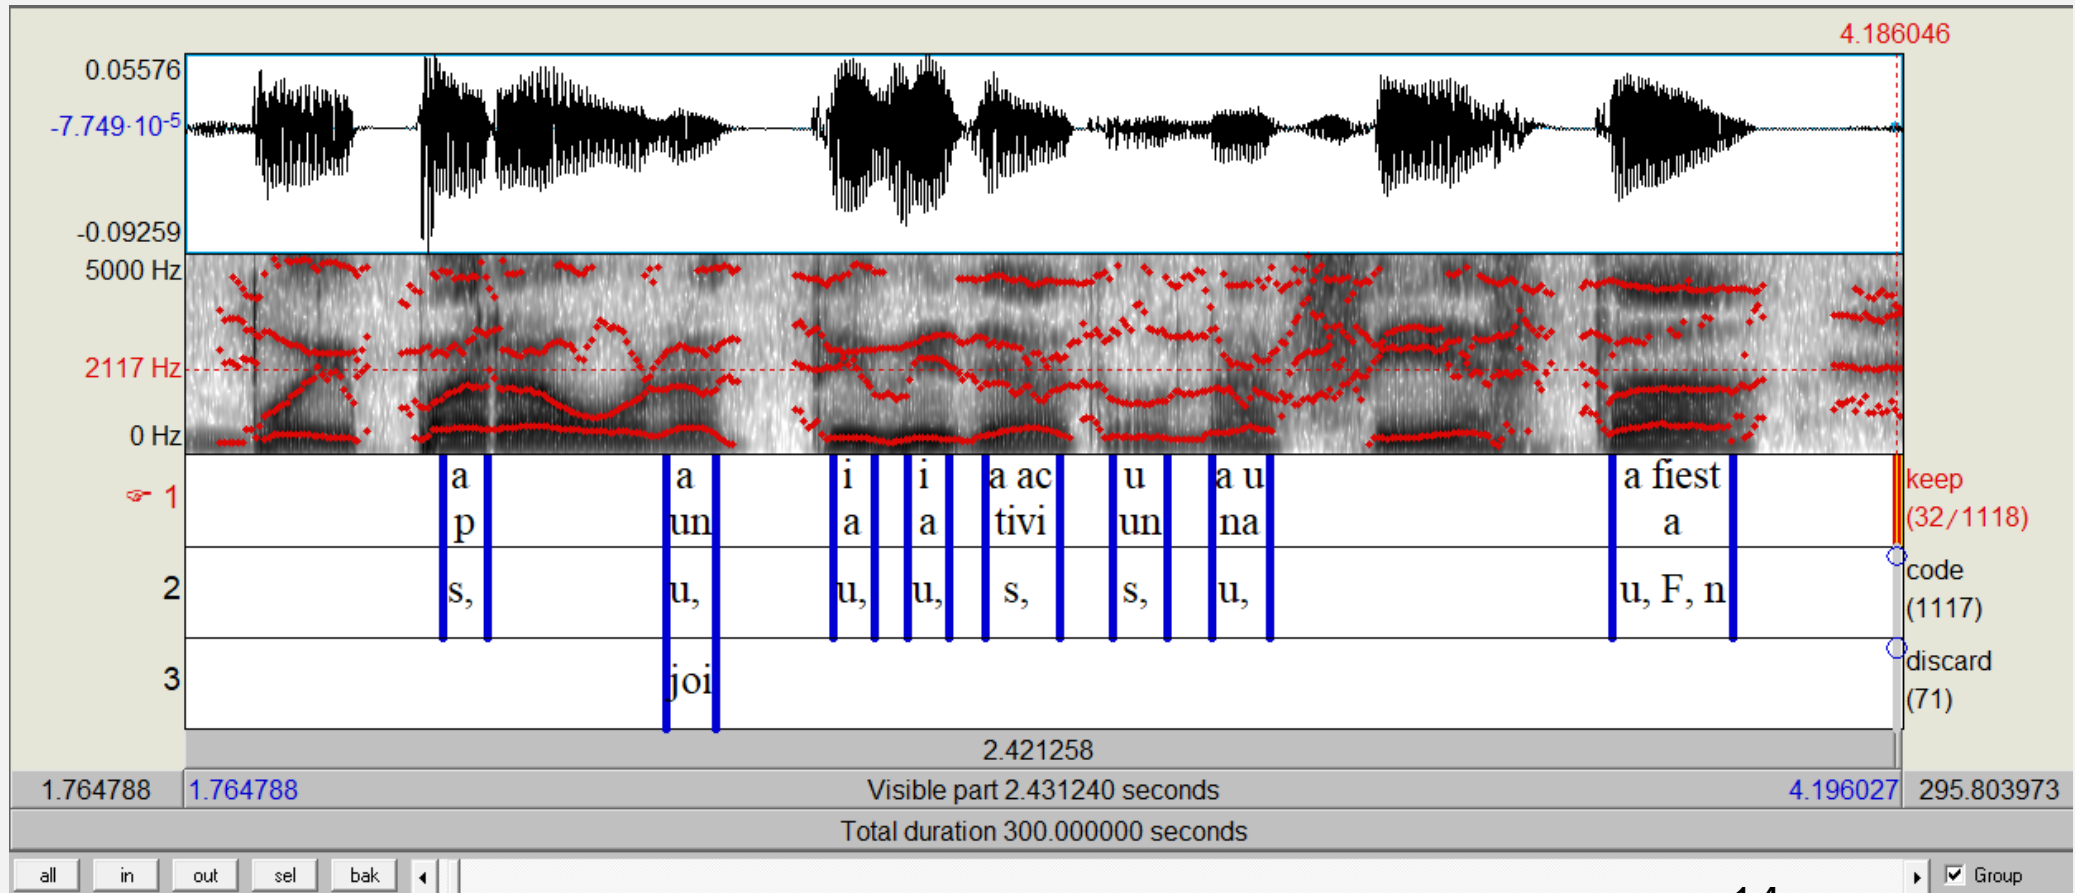 4.186046
0.05576
-7.749·10-5
-0.09259
5000 Hz
2117 Hz
0 Hz
☞ 1
a
p
a
un
i
a
i
a
a ac
tivi
u
un
a u
na
a fiest
a
keep
(32/1118)
2
s,
u,
u,
u,
s,
s,
u,
u, F, n
code
(1117)
3
joi
discard
(71)
2.421258
1.764788
1.764788
Visible part 2.431240 seconds
4.196027
295.803973
Total duration 300.000000 seconds
all
in
out
sel
bak
Group